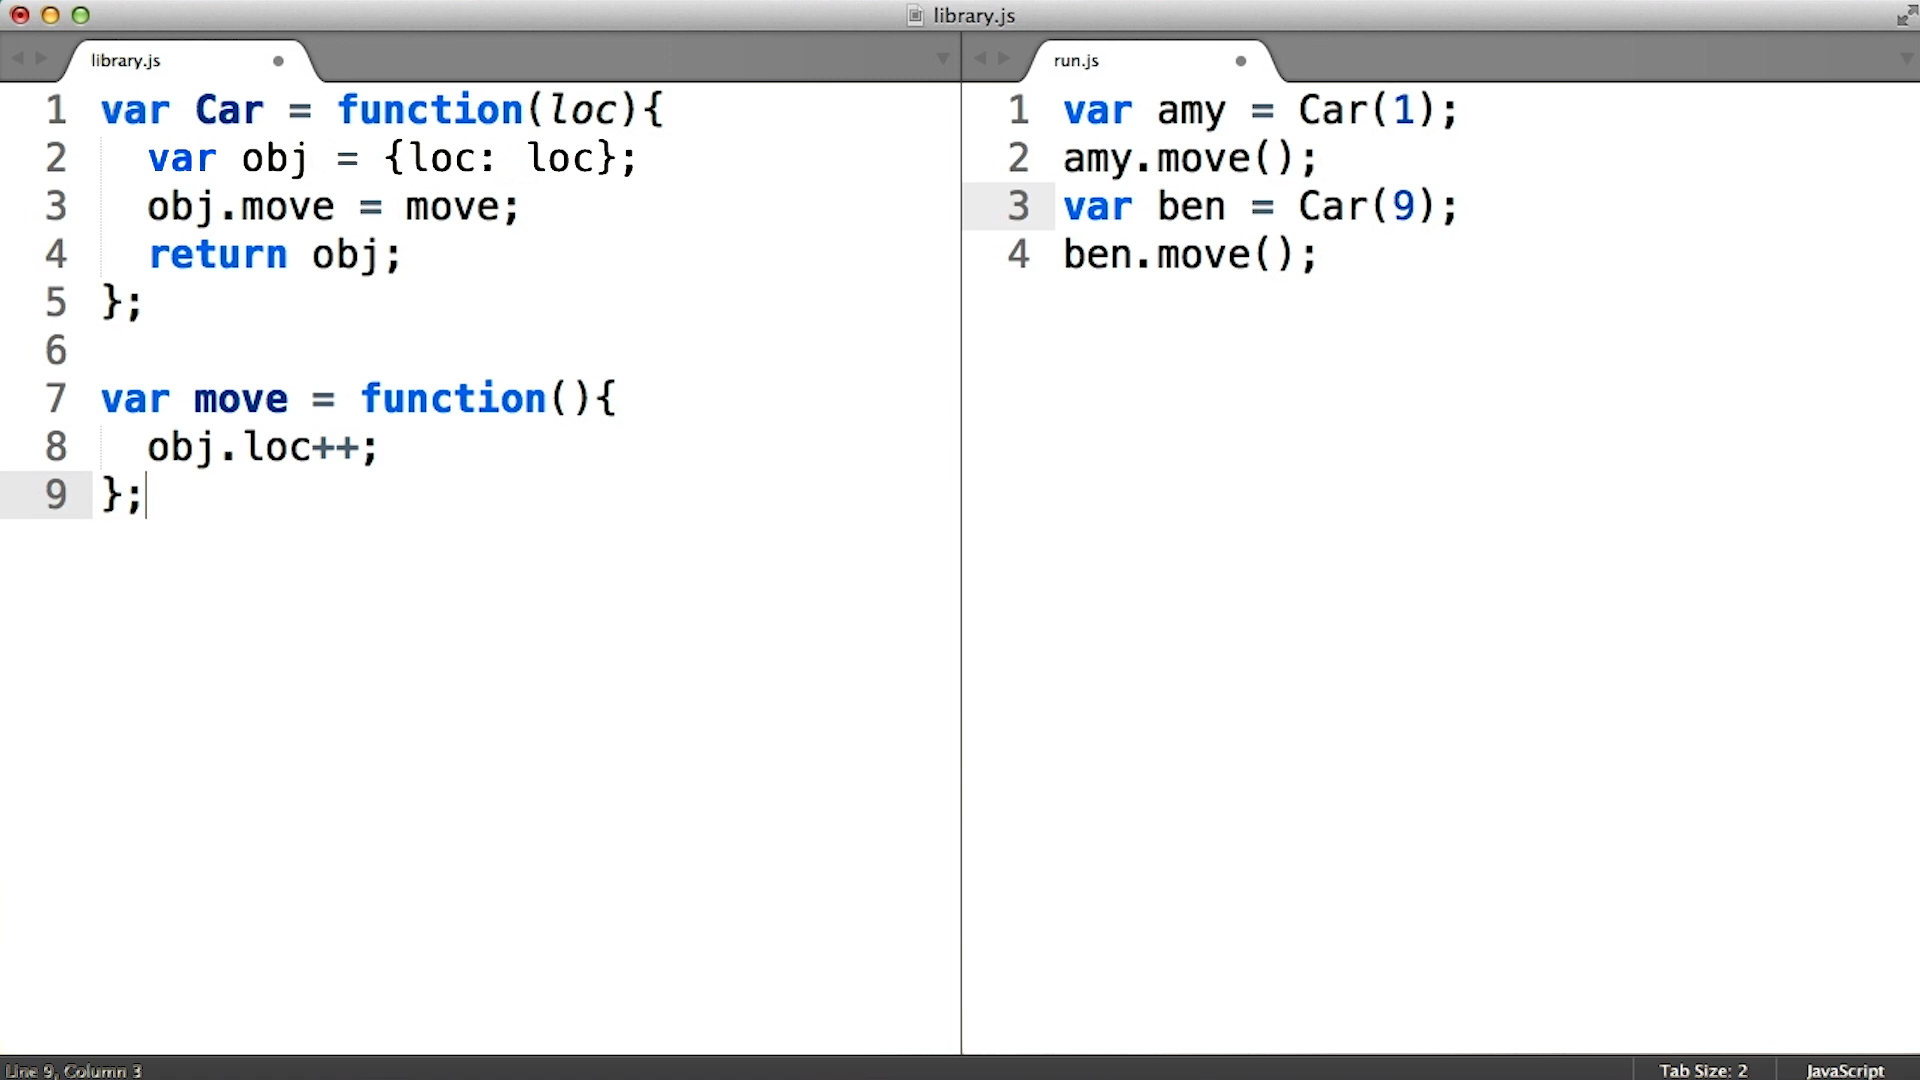 library.js
library.js
1 var Car = function(loc){
2   var obj = {loc: loc};
3   obj.move = move;
4   return obj;
5 };
6
7 var move = function(){
8   obj.loc++;
9 };
run.js
1 var amy = Car(1);
2 amy.move();
3 var ben = Car(9);
4 ben.move();
Line 9, Column 3
Tab Size: 2
JavaScript